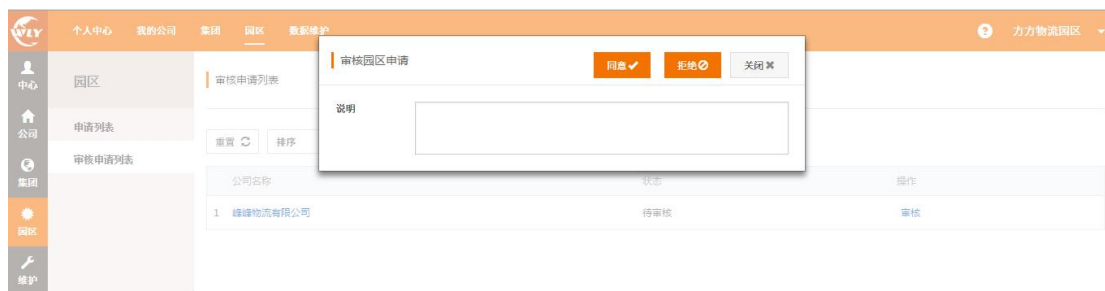 WLY
个人中心 我的公司 集团 园区 数据维护
? 力力物流园区
中心
公司
集团
园区
维护
园区
申请列表
审核申请列表
审核申请列表
重置 排序
审核园区申请 同意 拒绝 关闭
说明
公司名称 状态 操作
1 峰峰物流有限公司 待审核 审核